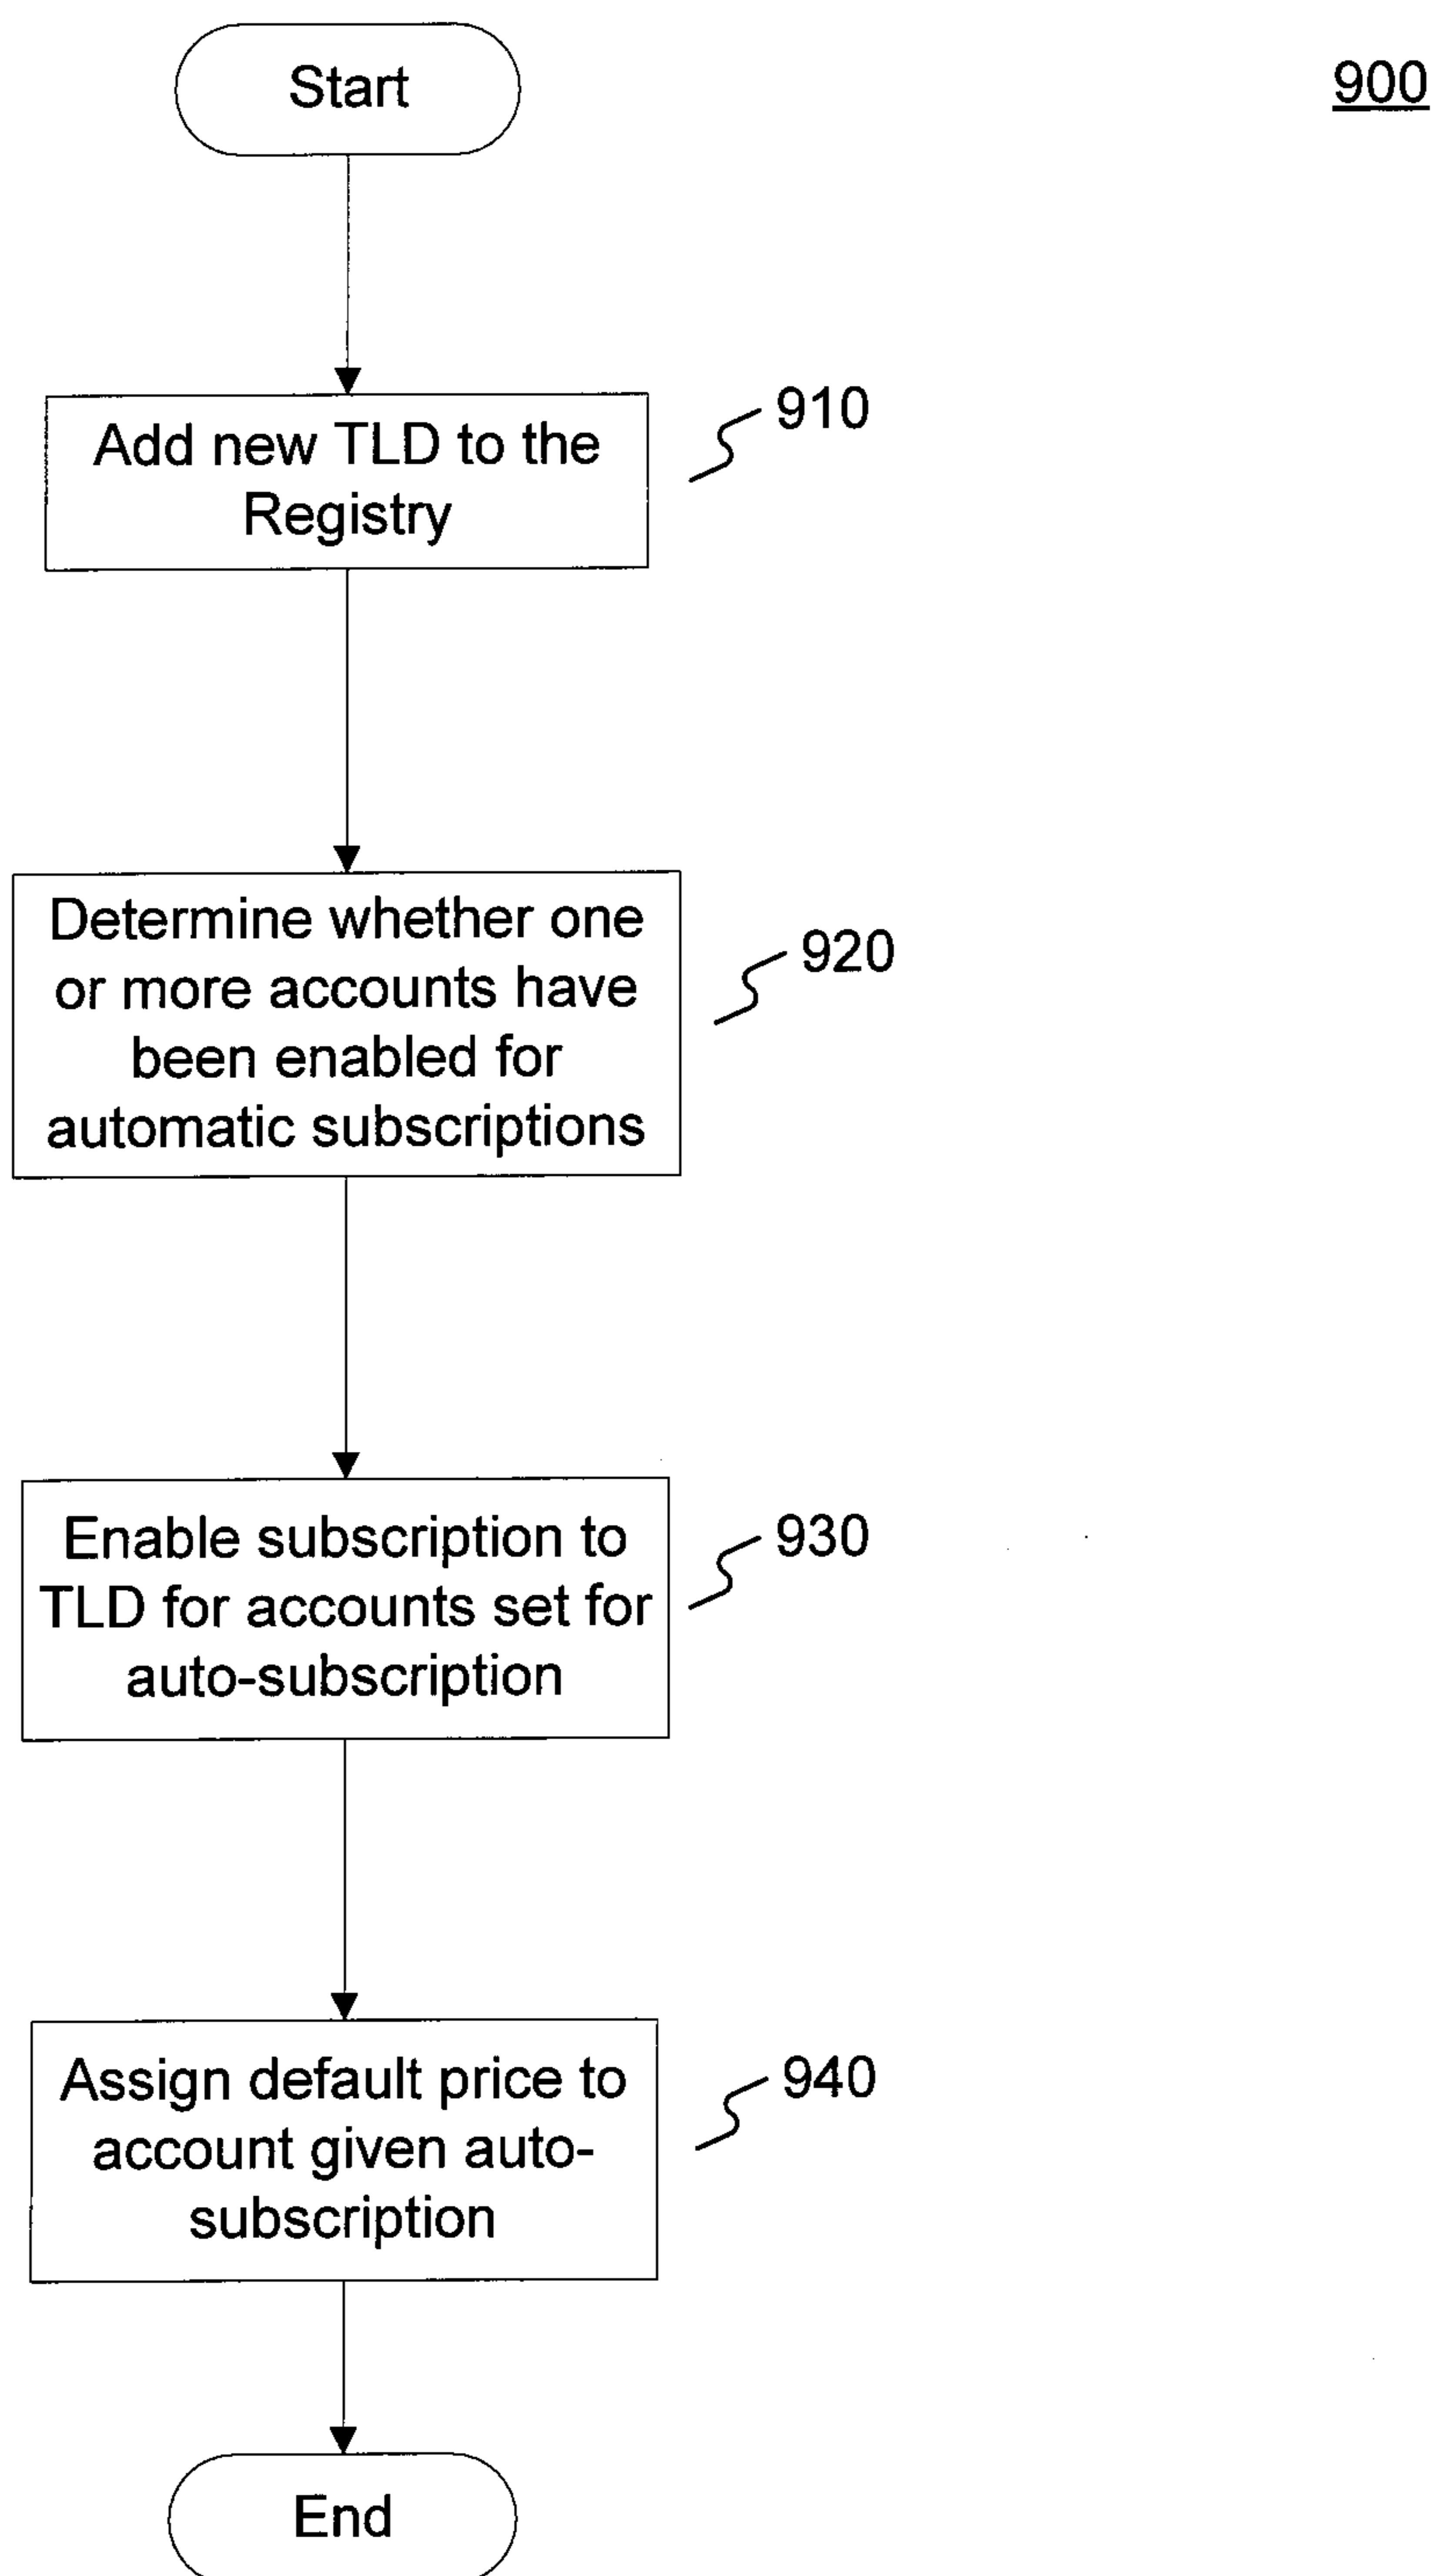 Start
900
Add new TLD to the
Registry
910
Determine whether one
or more accounts have
been enabled for
automatic subscriptions
920
Enable subscription to
TLD for accounts set for
auto-subscription
930
Assign default price to
account given auto-
subscription
940
End